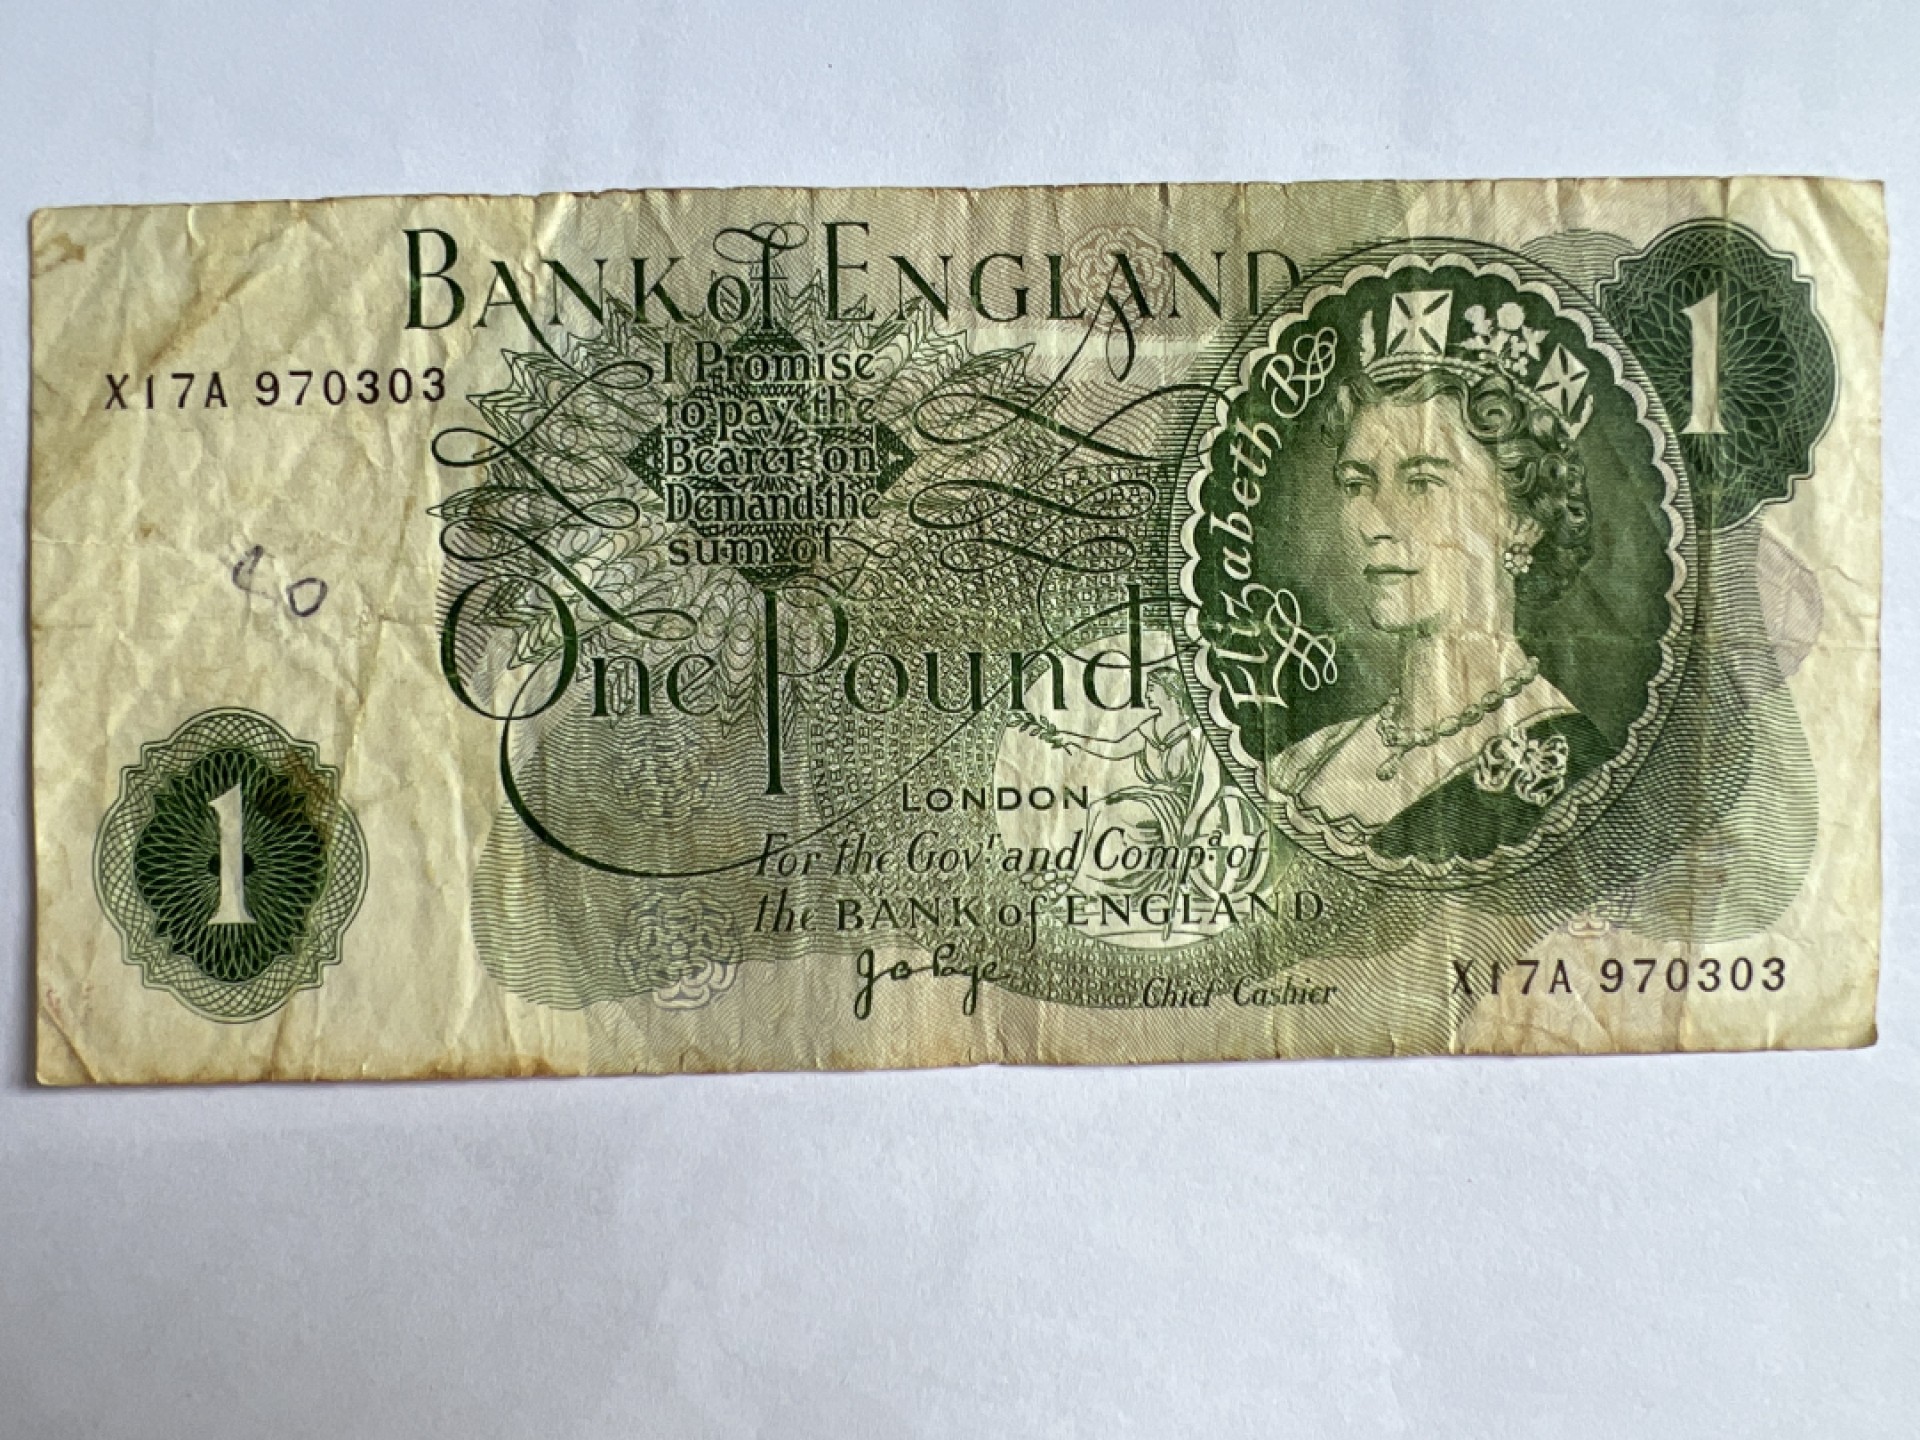 BANK of ENGLAND
I Promise
to pay the
Bearer on
Demand the
sum of
One Pound
X17A 970303
Elizabeth R
1
1
LONDON
For the Govr. and Compa. of
the BANK of ENGLAND
Chief Cashier
X17A 970303